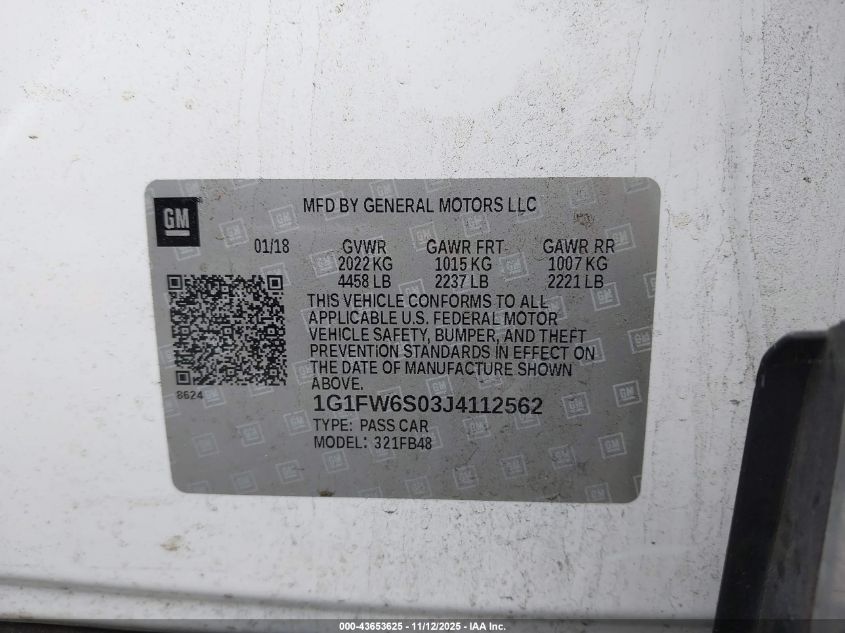 GM
MFD BY GENERAL MOTORS LLC
01/18 GVWR GAWR FRT GAWR RR
2022 KG 1015 KG 1007 KG
4458 LB 2237 LB 2221 LB
THIS VEHICLE CONFORMS TO ALL
APPLICABLE U.S. FEDERAL MOTOR
VEHICLE SAFETY, BUMPER, AND THEFT
PREVENTION STANDARDS IN EFFECT ON
THE DATE OF MANUFACTURE SHOWN
ABOVE.
8624
1G1FW6S03J4112562
TYPE: PASS CAR
MODEL: 321FB48
000-43653625 - 11/12/2025 - IAA Inc.